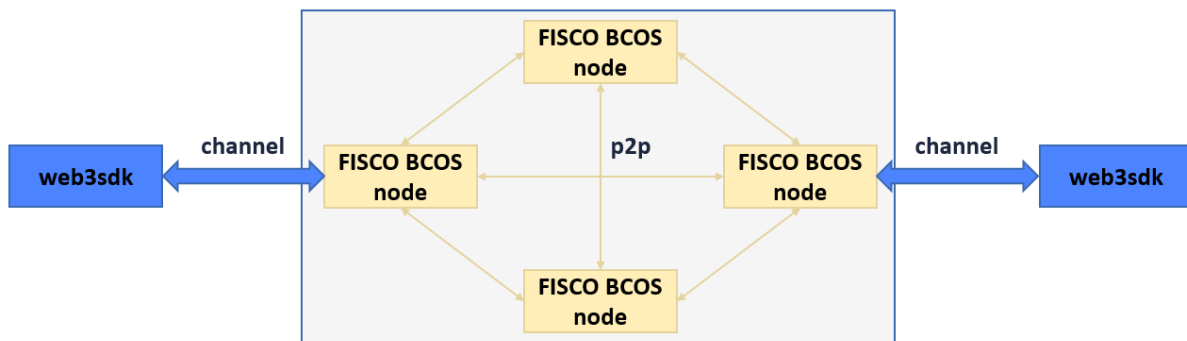 FISCO BCOS
node
channel
p2p
channel
web3sdk
FISCO BCOS
node
FISCO BCOS
node
web3sdk
FISCO BCOS
node